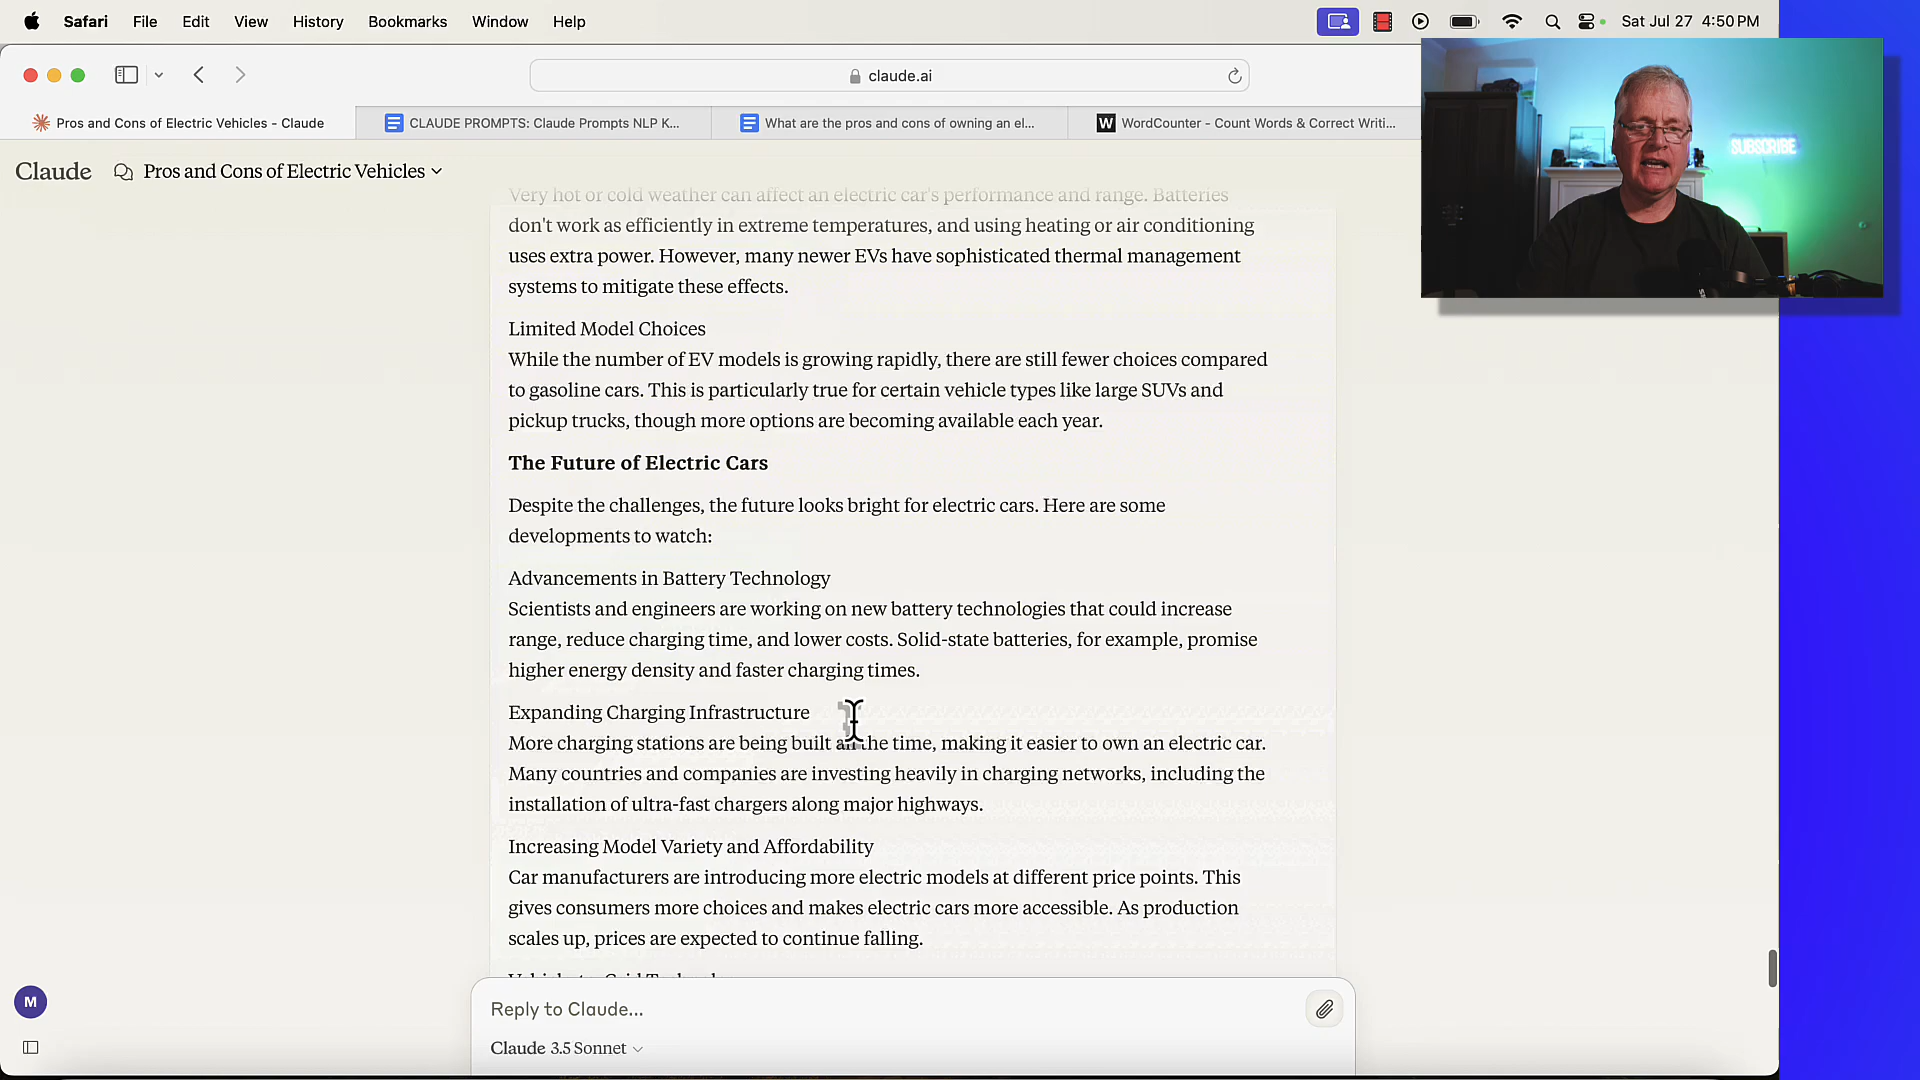 Safari File Edit View History Bookmarks Window Help Sat Jul 27 4:50 PM
claude.ai
Pros and Cons of Electric Vehicles - Claude
CLAUDE PROMPTS: Claude Prompts NLP K...
What are the pros and cons of owning an el...
W WordCounter - Count Words & Correct Writi...
SUBSCRIBE
Claude Pros and Cons of Electric Vehicles
Very hot or cold weather can affect an electric car's performance and range. Batteries
don't work as efficiently in extreme temperatures, and using heating or air conditioning
uses extra power. However, many newer EVs have sophisticated thermal management
systems to mitigate these effects.
Limited Model Choices
While the number of EV models is growing rapidly, there are still fewer choices compared
to gasoline cars. This is particularly true for certain vehicle types like large SUVs and
pickup trucks, though more options are becoming available each year.
The Future of Electric Cars
Despite the challenges, the future looks bright for electric cars. Here are some
developments to watch:
Advancements in Battery Technology
Scientists and engineers are working on new battery technologies that could increase
range, reduce charging time, and lower costs. Solid-state batteries, for example, promise
higher energy density and faster charging times.
Expanding Charging Infrastructure
More charging stations are being built all the time, making it easier to own an electric car.
Many countries and companies are investing heavily in charging networks, including the
installation of ultra-fast chargers along major highways.
Increasing Model Variety and Affordability
Car manufacturers are introducing more electric models at different price points. This
gives consumers more choices and makes electric cars more accessible. As production
scales up, prices are expected to continue falling.
M
Reply to Claude...
Claude 3.5 Sonnet